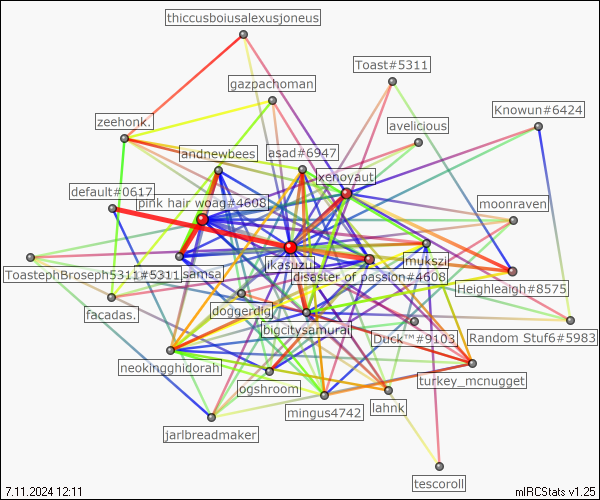 thiccusboiusalexusjoneus
Toast#5311
gazpachoman
Knowun#6424
zeehonk.
avelicious
andnewbees
asad#6947
xenoyaut
default#0617
pink hair woag#4608
moonraven
ToastephBroseph5311#5311
samsa
ikasuzu
mukszi
disaster of passion#4608
Heighleagh#8575
facadas.
doggerdig
bigcitysamurai
Duck™#9103
Random Stuf6#5983
neokingghidorah
turkey_mcnugget
ogshroom
mingus4742
lahnk
jarlbreadmaker
tescoroll
7.11.2024 12:11
mIRCStats v1.25